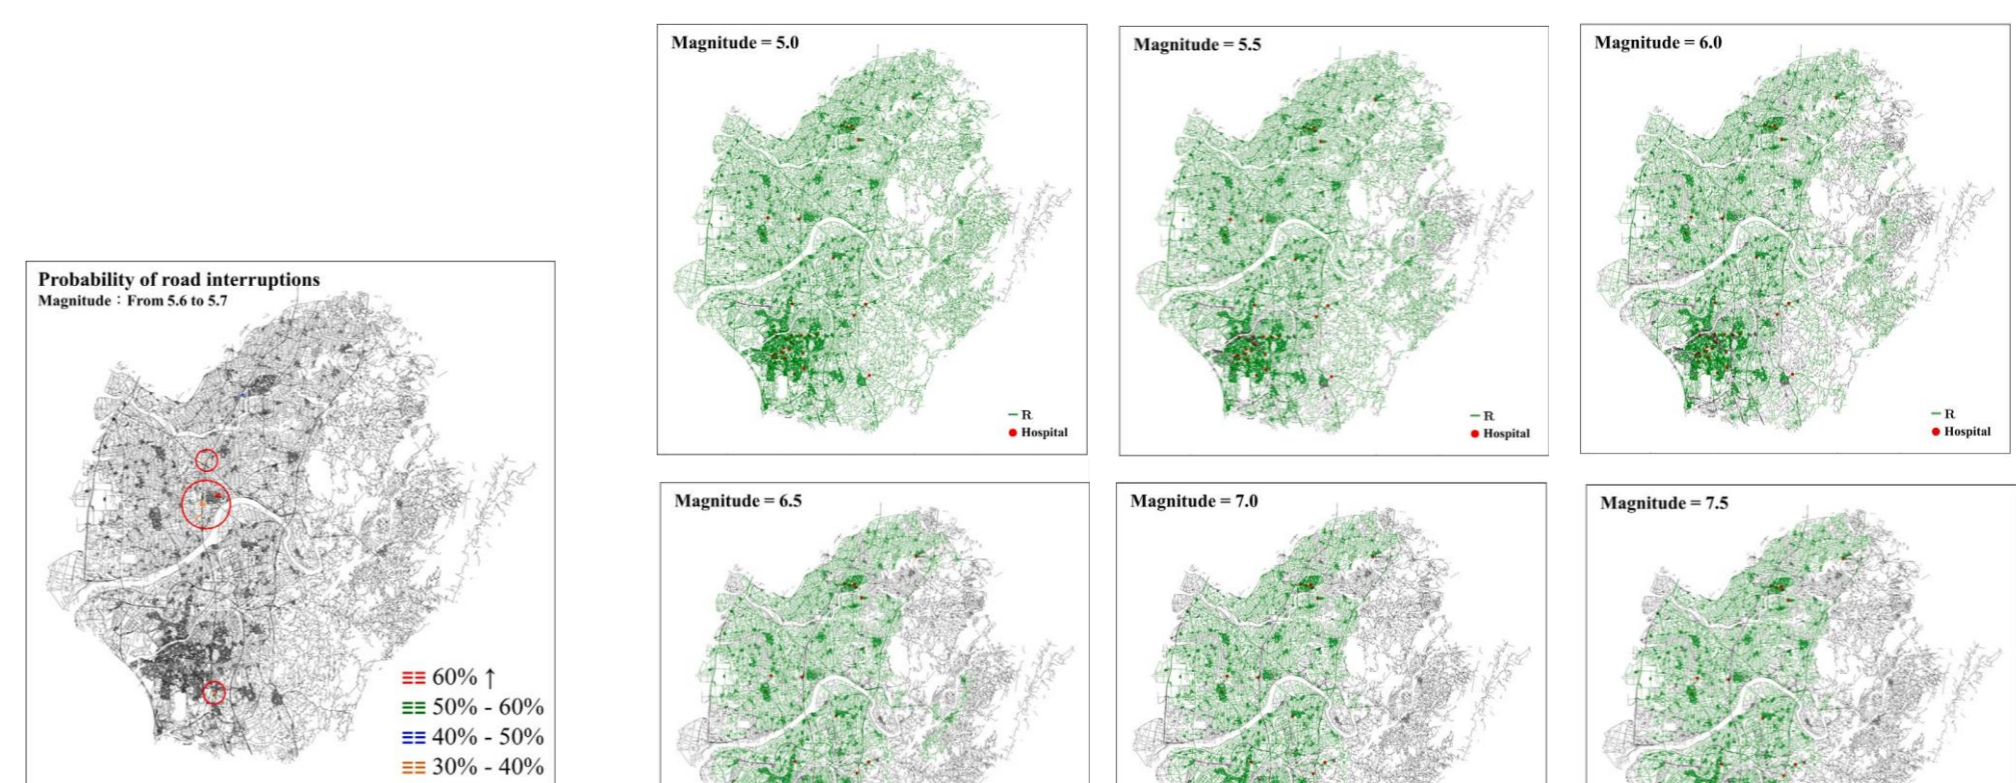 Probability of road interruptions
Magnitude：From 5.6 to 5.7
60% ↑
50% - 60%
40% - 50%
30% - 40%
Magnitude = 5.0
R
Hospital
Magnitude = 5.5
R
Hospital
Magnitude = 6.0
R
Hospital
Magnitude = 6.5
Magnitude = 7.0
Magnitude = 7.5